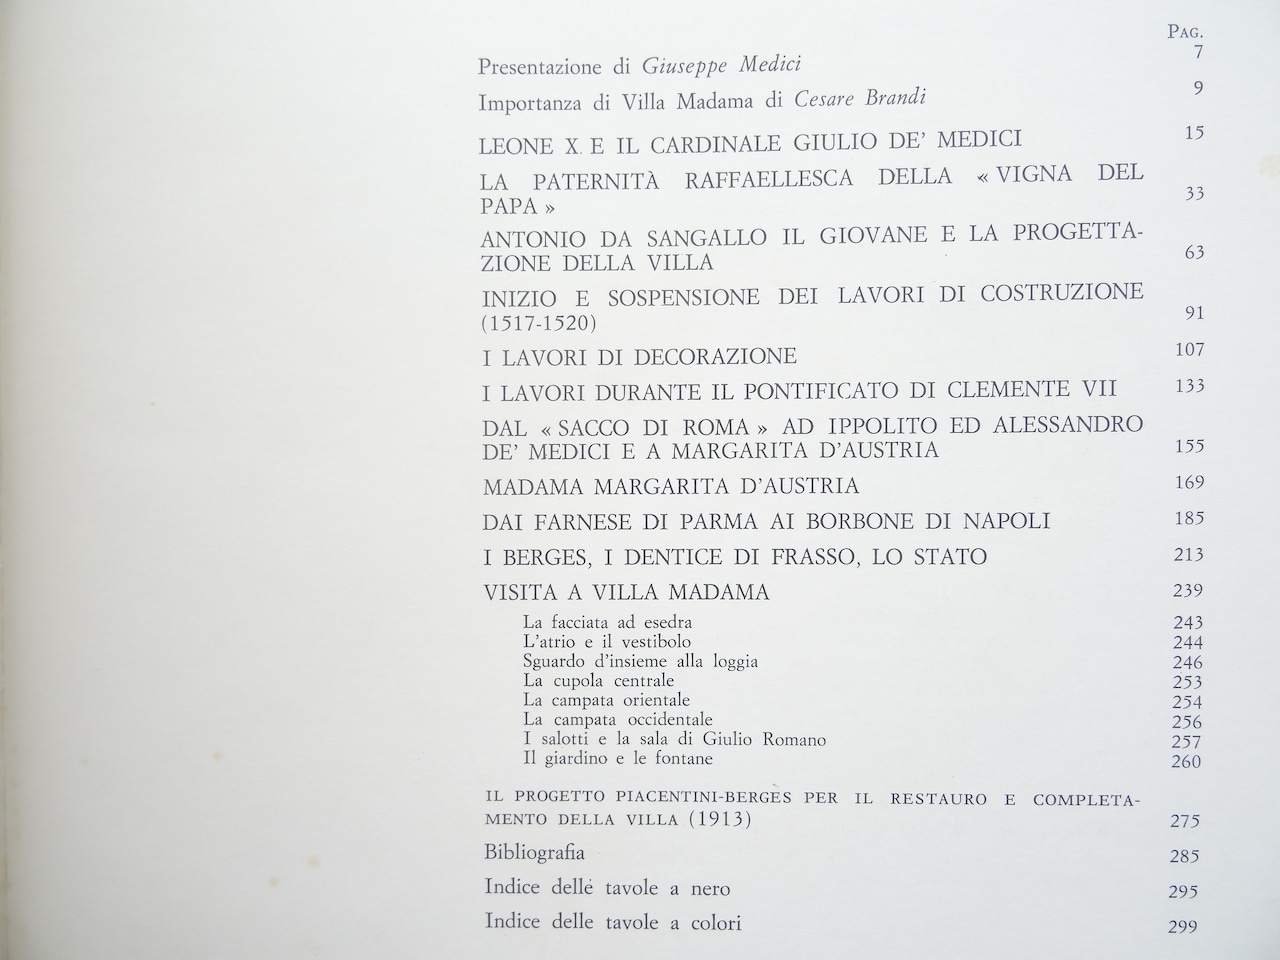 PAG.
Presentazione di Giuseppe Medici 7
Importanza di Villa Madama di Cesare Brandi 9
LEONE X. E IL CARDINALE GIULIO DE' MEDICI 15
LA PATERNITÀ RAFFAELLESCA DELLA « VIGNA DEL
PAPA » 33
ANTONIO DA SANGALLO IL GIOVANE E LA PROGETTA-
ZIONE DELLA VILLA 63
INIZIO E SOSPENSIONE DEI LAVORI DI COSTRUZIONE
(1517-1520) 91
I LAVORI DI DECORAZIONE 107
I LAVORI DURANTE IL PONTIFICATO DI CLEMENTE VII 133
DAL « SACCO DI ROMA » AD IPPOLITO ED ALESSANDRO
DE' MEDICI E A MARGARITA D'AUSTRIA 155
MADAMA MARGARITA D'AUSTRIA 169
DAI FARNESE DI PARMA AI BORBONE DI NAPOLI 185
I BERGES, I DENTICE DI FRASSO, LO STATO 213
VISITA A VILLA MADAMA 239
La facciata ad esedra 243
L'atrio e il vestibolo 244
Sguardo d'insieme alla loggia 246
La cupola centrale 253
La campata orientale 254
La campata occidentale 256
I salotti e la sala di Giulio Romano 257
Il giardino e le fontane 260
IL PROGETTO PIACENTINI-BERGÈS PER IL RESTAURO E COMPLETA-
MENTO DELLA VILLA (1913) 275
Bibliografia 285
Indice delle tavole a nero 295
Indice delle tavole a colori 299